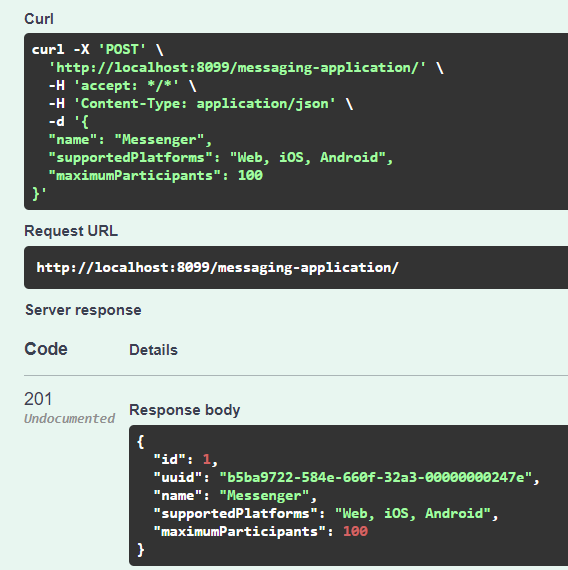 Curl
curl -X 'POST' \
'http://localhost:8099/messaging-application/' \
-H 'accept: */*' \
-H 'Content-Type: application/json' \
-d '{
"name": "Messenger",
"supportedPlatforms": "Web, iOS, Android",
"maximumParticipants": 100
}'
Request URL
http://localhost:8099/messaging-application/
Server response
Code Details
201
Undocumented
Response body
{
"id": 1,
"uuid": "b5ba9722-584e-660f-32a3-00000000247e",
"name": "Messenger",
"supportedPlatforms": "Web, iOS, Android",
"maximumParticipants": 100
}